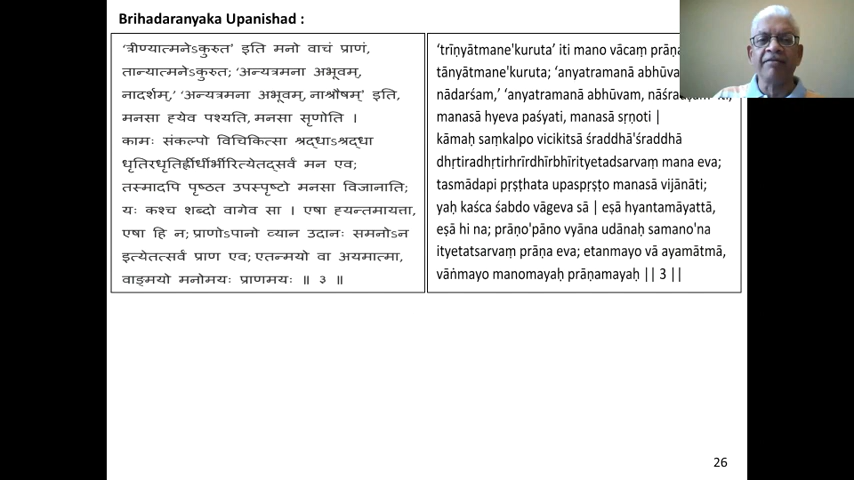 Brihadaranyaka Upanishad :
'त्रीण्यात्मनेऽकुरुत' इति मनो वाचं प्राणं,
तान्यात्मनेऽकुरुत; 'अन्यत्रमना अभूवम्,
नादर्शम्,' 'अन्यत्रमना अभूवम्, नाश्रौषम्' इति,
मनसा ह्येव पश्यति, मनसा सृणोति ।
कामः संकल्पो विचिकित्सा श्रद्धाऽश्रद्धा
धृतिरधृतिर्ह्रीर्धीर्भीरित्येतद्सर्वं मन एव;
तस्मादपि पृष्ठत उपस्पृष्टो मनसा विजानाति;
यः कश्च शब्दो वागेव सा । एषा ह्यन्तमायत्ता,
एषा हि न; प्राणोऽपानो व्यान उदानः समनोऽन
इत्येतत्सर्वं प्राण एव; एतन्मयो वा अयमात्मा,
वाङ्मयो मनोमयः प्राणमयः ॥ ३ ॥
'trīṇyātmane'kuruta' iti mano vācaṃ
tānyātmane'kuruta; 'anyatramanā
nādarśam,' 'anyatramanā abhūvam,
manasā hyeva paśyati, manasā sṛṇoti |
kāmaḥ saṃkalpo vicikitsā śraddhā'śraddhā
dhṛtiradhṛtirhrīrdhīrbhīrityetadsarvaṃ mana eva;
tasmādapi pṛṣṭhata upaspṛṣṭo manasā vijānāti;
yaḥ kaśca śabdo vāgeva sā | eṣā hyantamāyattā,
eṣā hi na; prāṇo'pāno vyāna udānaḥ samano'na
ityetatsarvaṃ prāṇa eva; etanmayo vā ayamātmā,
vāṅmayo manomayaḥ prāṇamayaḥ || 3 ||
26